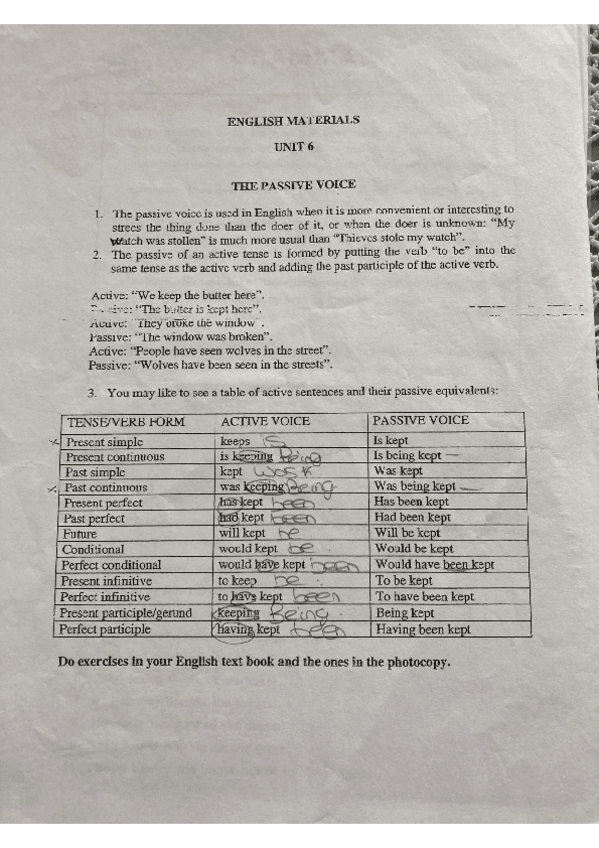 ENGLISH MATERIALS
UNIT 6
THE PASSIVE VOICE
1. The passive voice is used in English when it is more convenient or interesting to
strees the thing done than the doer of it, or when the doer is unknown: “My
watch was stollen” is much more usual than “Thieves stole my watch”.
2. The passive of an active tense is formed by putting the verb “to be” into the
same tense as the active verb and adding the past participle of the active verb.
Active: “We keep the butter here”.
“The butter is kept here”.
Active: “They broke the window”.
Passive: “The window was broken”.
Active: “People have seen wolves in the street”.
Passive: “Wolves have been seen in the streets”.
3. You may like to see a table of active sentences and their passive equivalents:
TENSE/VERB FORM ACTIVE VOICE PASSIVE VOICE
Present simple keeps is Is kept
Present continuous is keeping Being Is being kept
Past simple kept was Was kept
Past continuous was keeping Being Was being kept
Present perfect has kept been Has been kept
Past perfect had kept been Had been kept
Future will kept be Will be kept
Conditional would kept be Would be kept
Perfect conditional would have kept been Would have been kept
Present infinitive to keep be To be kept
Perfect infinitive to have kept been To have been kept
Present participle/gerund keeping Being Being kept
Perfect participle having kept been Having been kept
Do exercises in your English text book and the ones in the photocopy.